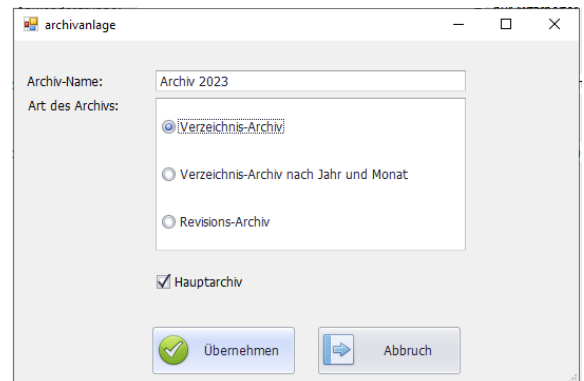 archivanlage
Archiv-Name: Archiv 2023
Art des Archivs:
Verzeichnis-Archiv
Verzeichnis-Archiv nach Jahr und Monat
Revisions-Archiv
Hauptarchiv
Übernehmen Abbruch